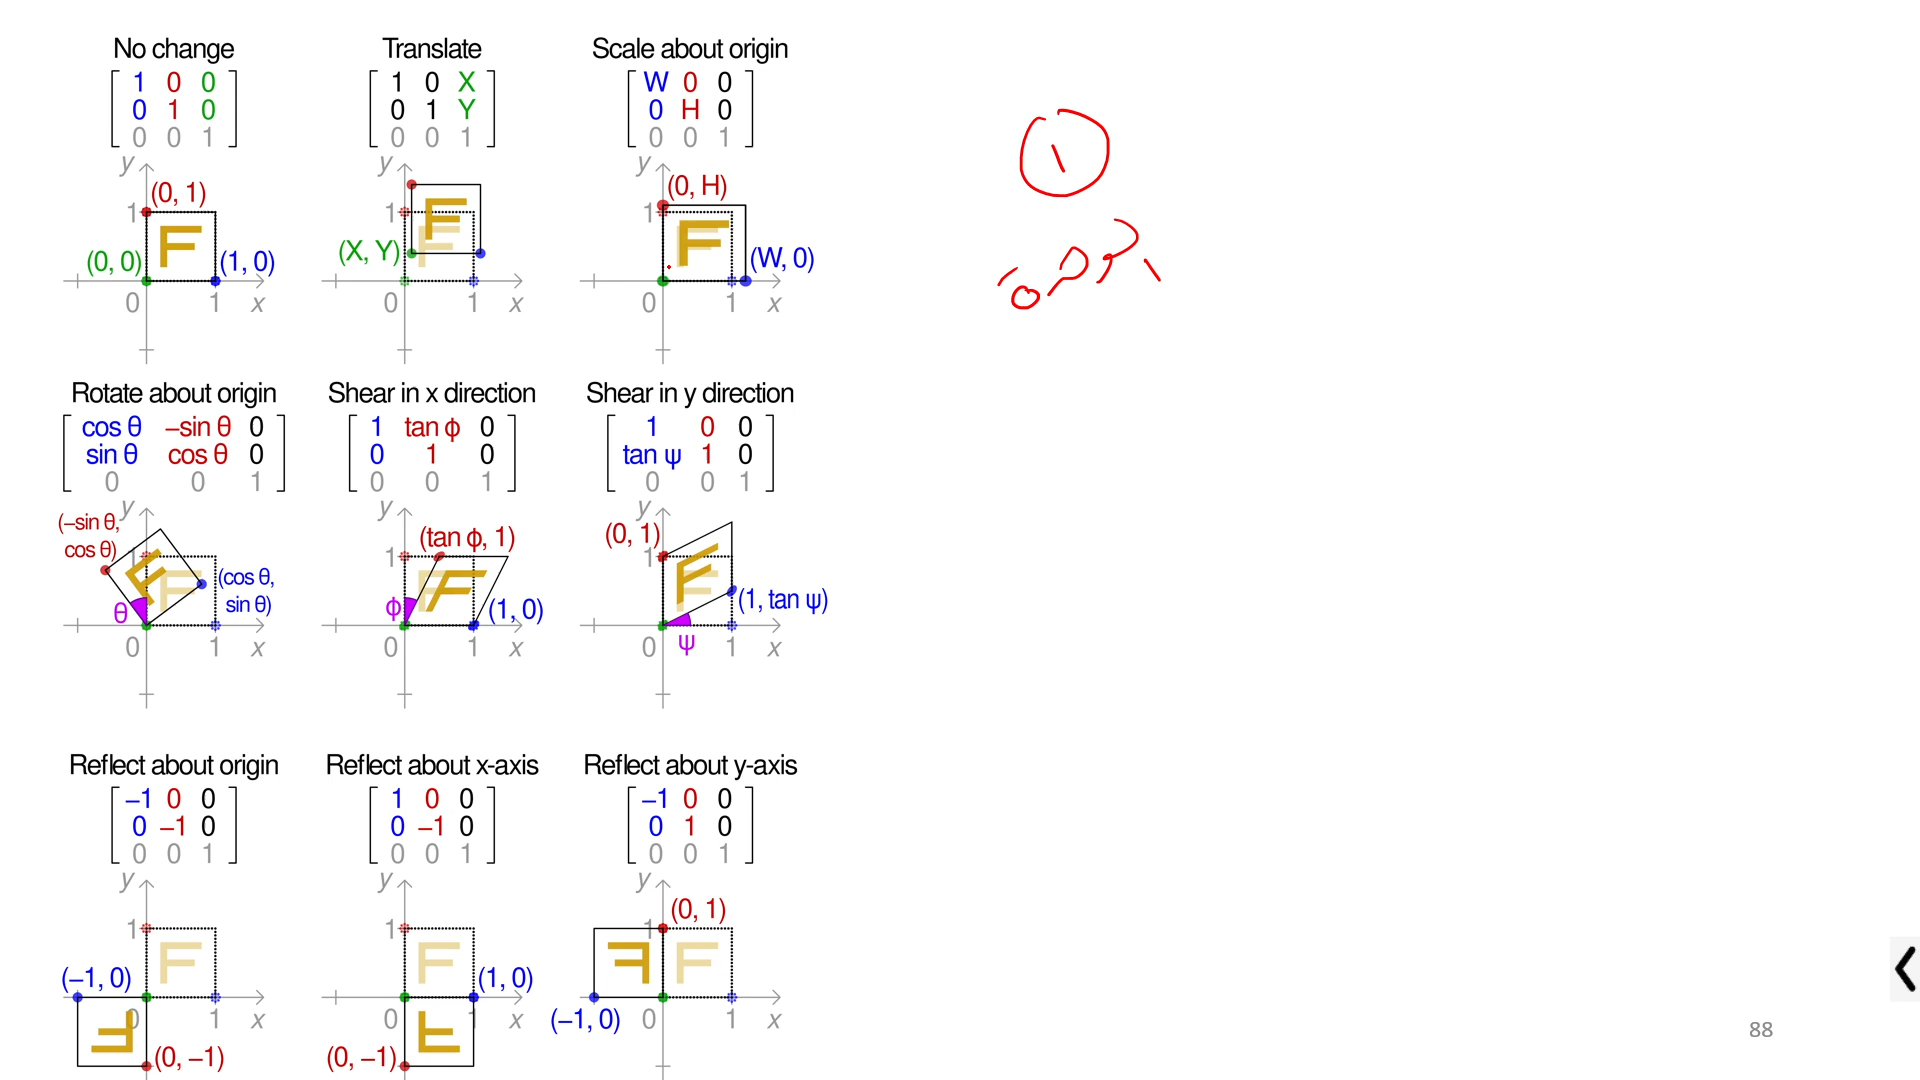 No change
Translate
Scale about origin
1 0 0
0 1 0
0 0 1
1 0 X
0 1 Y
0 0 1
W 0 0
0 H 0
0 0 1
y
(0, 1)
1
(0, 0)
(1, 0)
0
1
x
F
y
1
(X, Y)
0
1
x
F
F
y
(0, H)
1
(W, 0)
0
1
x
F
F
1
Rotate about origin
Shear in x direction
Shear in y direction
cos θ –sin θ 0
sin θ cos θ 0
0 0 1
1 tan ϕ 0
0 1 0
0 0 1
1 0 0
tan ψ 1 0
0 0 1
y
(–sin θ,
cos θ)
1
(cos θ,
sin θ)
θ
0
1
x
F
F
y
(tan ϕ, 1)
1
ϕ
(1, 0)
0
1
x
F
F
y
(0, 1)
1
(1, tan ψ)
0
ψ
1
x
F
F
Reflect about origin
Reflect about x-axis
Reflect about y-axis
–1 0 0
0 –1 0
0 0 1
1 0 0
0 –1 0
0 0 1
–1 0 0
0 1 0
0 0 1
y
1
F
(–1, 0)
0
1
x
F
(0, –1)
y
1
F
(1, 0)
0
1
x
F
(0, –1)
y
(0, 1)
1
F
F
(–1, 0)
0
1
x
88